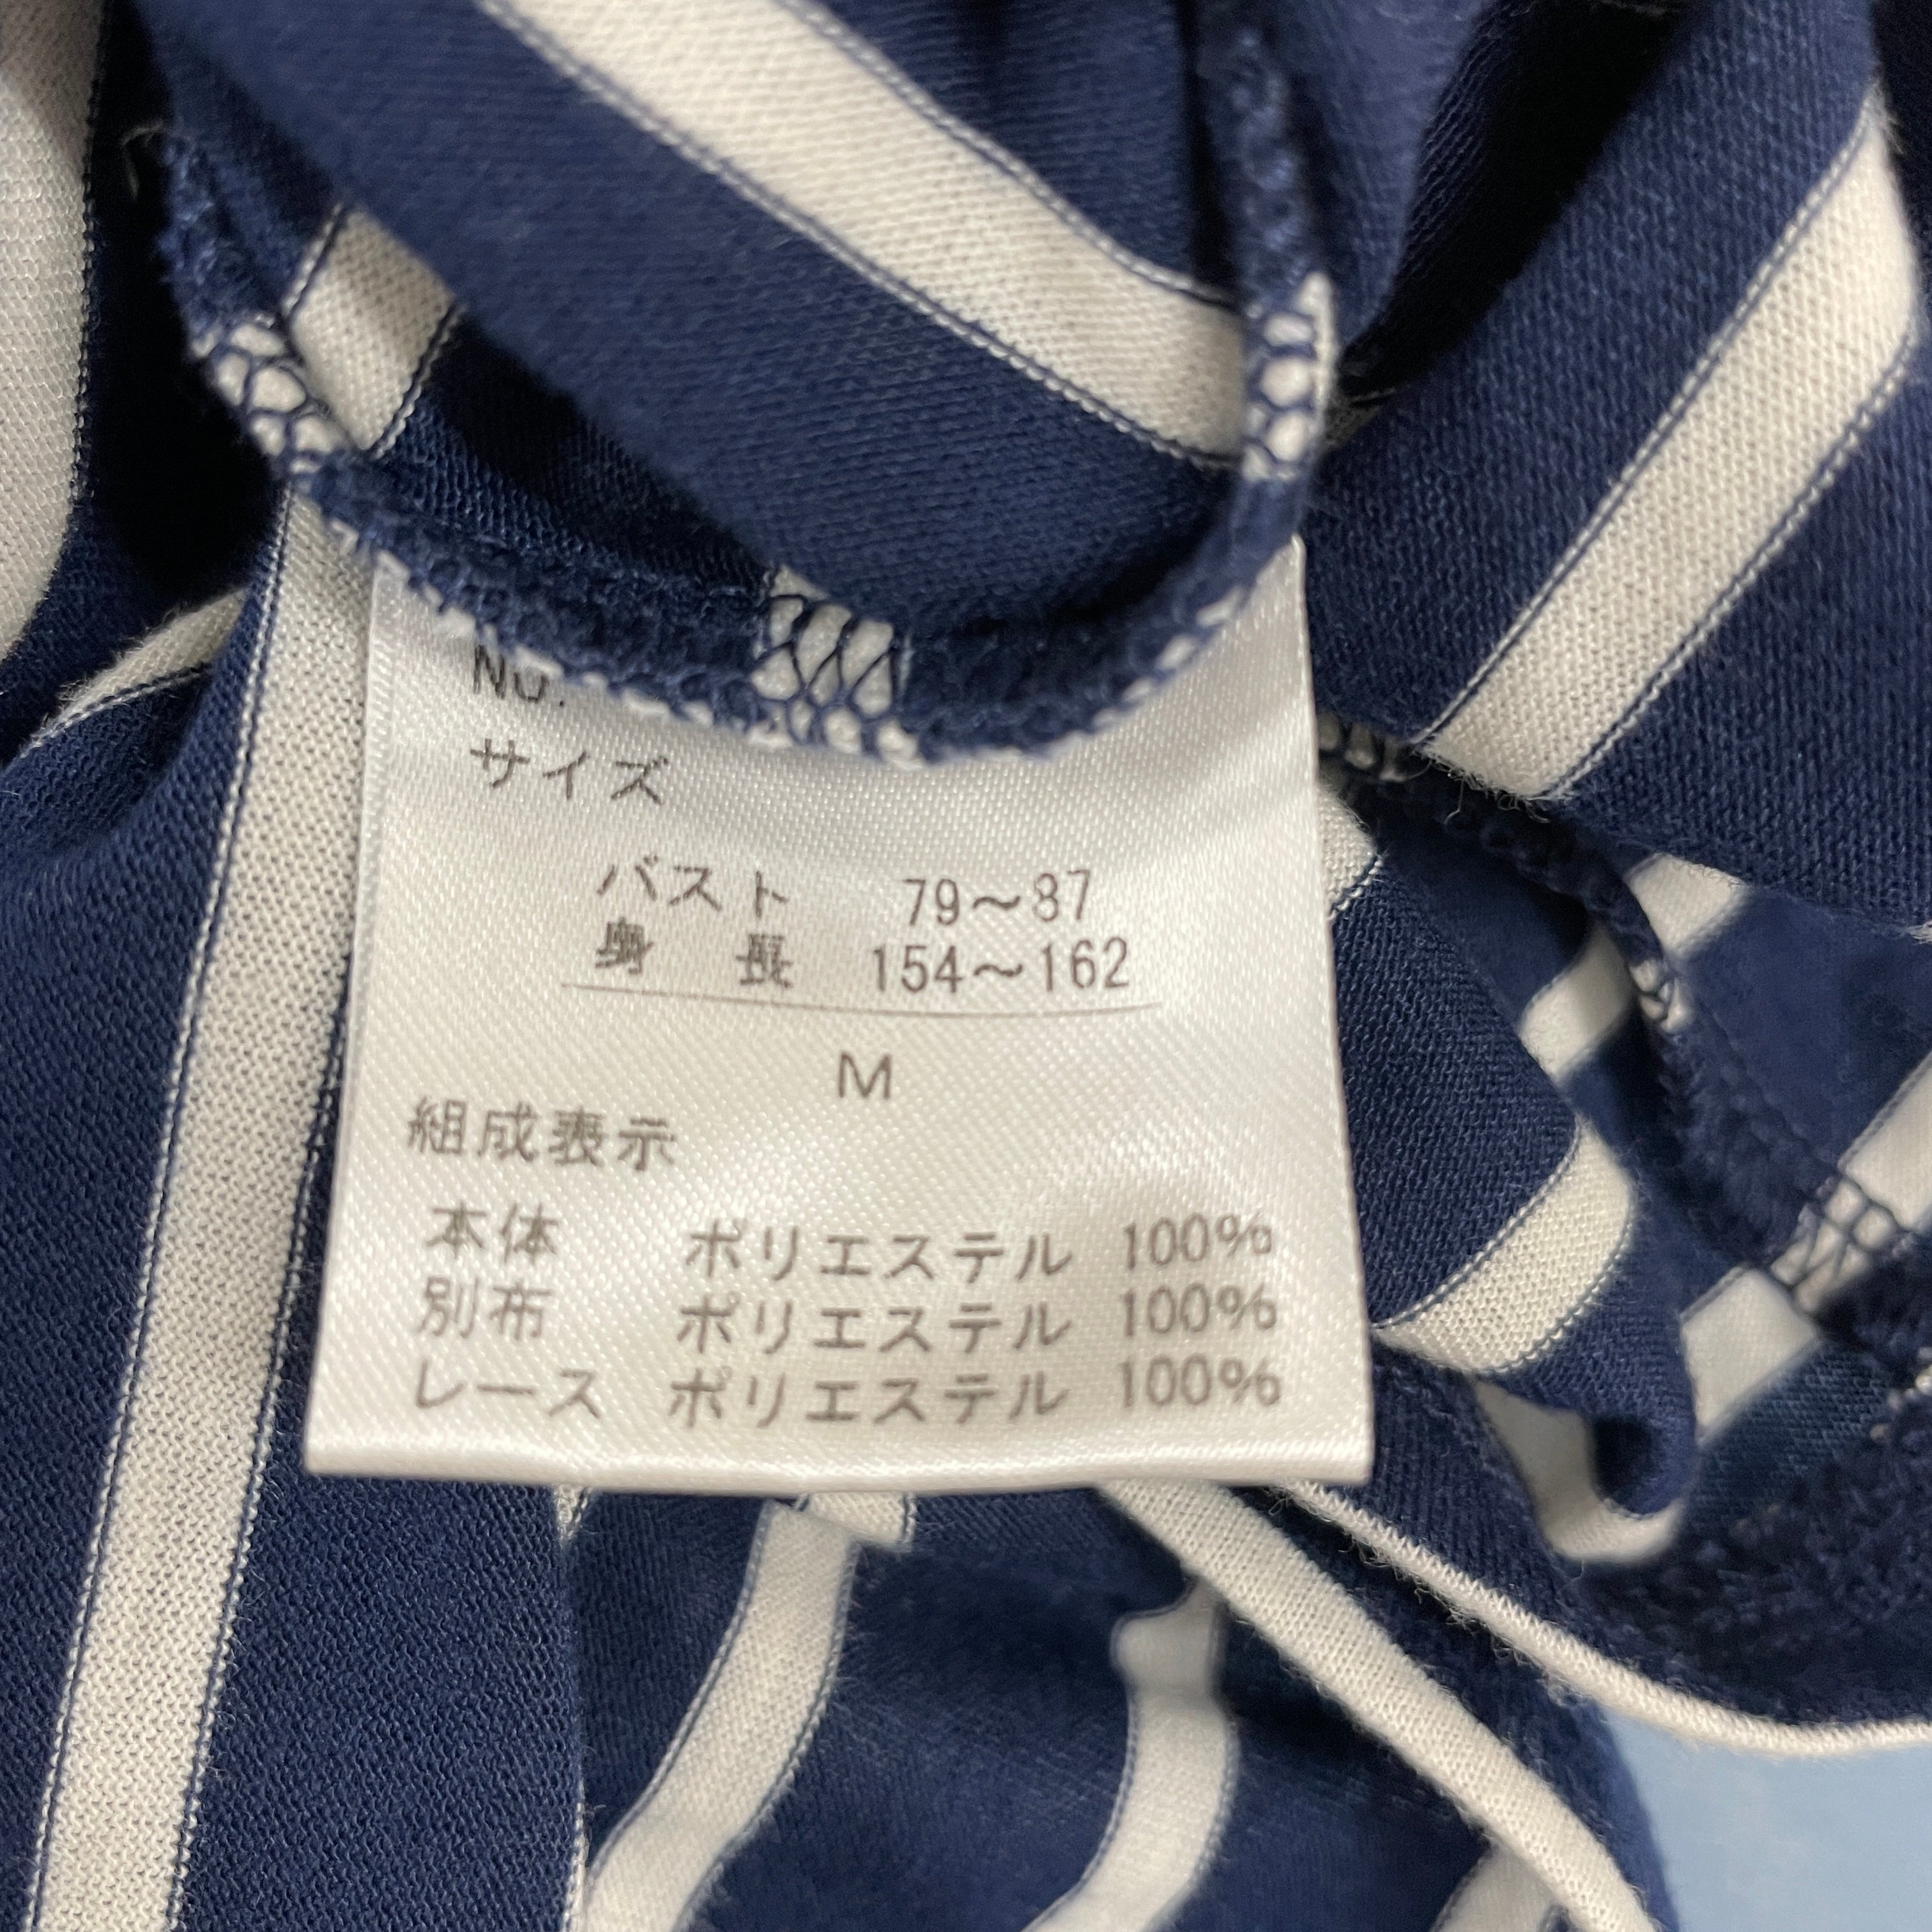 NO.
サイズ
バスト 79～87
身 長 154～162
M
組成表示
本体 ポリエステル 100%
別布 ポリエステル 100%
レース ポリエステル 100%